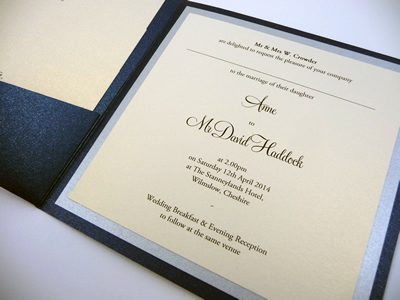 Mr & Mrs W. Crowder
are delighted to request the pleasure of your company
to the marriage of their daughter
Anne
to
Mr David Haddock
at 2.00pm
on Saturday 12th April 2014
at The Stanneylands Hotel,
Wilmslow, Cheshire
-
Wedding Breakfast & Evening Reception
to follow at the same venue